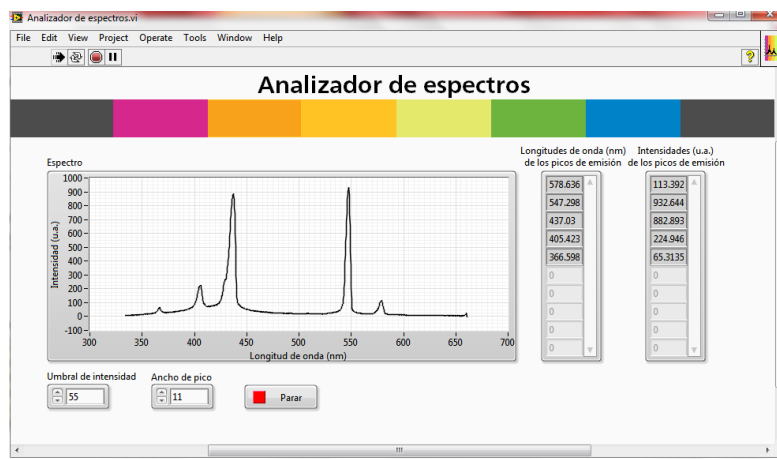 Analizador de espectros.vi
File Edit View Project Operate Tools Window Help
Analizador de espectros
Espectro
Longitudes de onda (nm)
de los picos de emisión
Intensidades (u.a.)
de los picos de emisión
1000
900
800
700
600
500
400
300
200
100
0
-100
Intensidad (u.a.)
300 350 400 450 500 550 600 650 700
Longitud de onda (nm)
578.636
547.298
437.03
405.423
366.598
0
0
0
0
0
113.392
932.644
882.893
224.946
65.3135
0
0
0
0
0
Umbral de intensidad
55
Ancho de pico
11
Parar